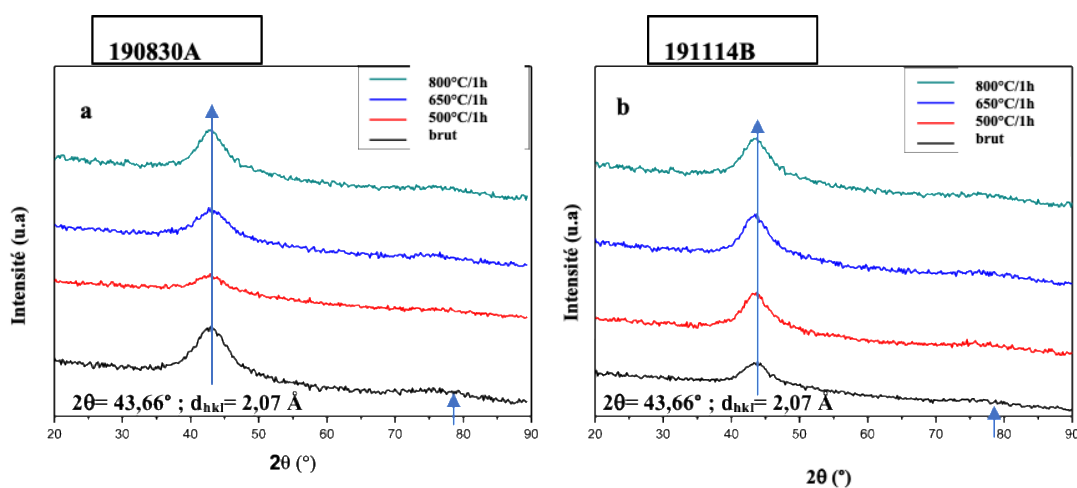 190830A
a
800°C/1h
650°C/1h
500°C/1h
brut
Intensité (u.a)
2θ= 43,66° ; dhkl= 2,07 Å
20 30 40 50 60 70 80 90
2θ (°)
191114B
b
800°C/1h
650°C/1h
500°C/1h
brut
Intensité (u.a)
2θ= 43,66° ; dhkl= 2,07 Å
20 30 40 50 60 70 80 90
2θ (°)